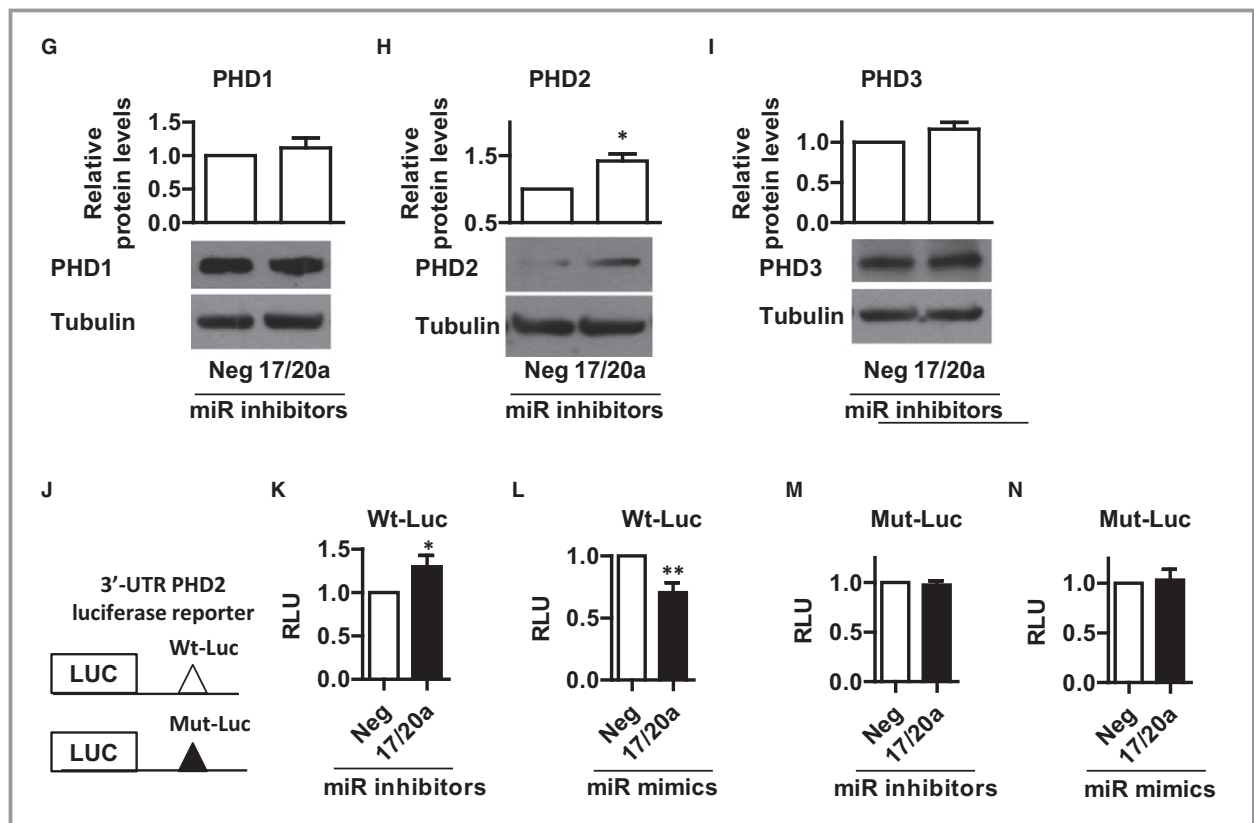 G
PHD1
Relative
protein levels
1.5
1.0
0.5
0.0
PHD1
Tubulin
Neg 17/20a
miR inhibitors
H
PHD2
Relative
protein levels
*
1.5
1.0
0.5
PHD2
Tubulin
Neg 17/20a
miR inhibitors
I
PHD3
Relative
protein levels
1.0
0.5
0.0
PHD3
Tubulin
Neg 17/20a
miR inhibitors
J
3’-UTR PHD2
luciferase reporter
Wt-Luc
LUC
Mut-Luc
LUC
K
Wt-Luc
RLU
*
1.5
1.0
0.5
0.0
Neg
17/20a
miR inhibitors
L
Wt-Luc
RLU
**
1.0
0.5
0.0
Neg
17/20a
miR mimics
M
Mut-Luc
RLU
1.0
0.5
0.0
Neg
17/20a
miR inhibitors
N
Mut-Luc
RLU
1.0
0.5
0.0
Neg
17/20a
miR mimics